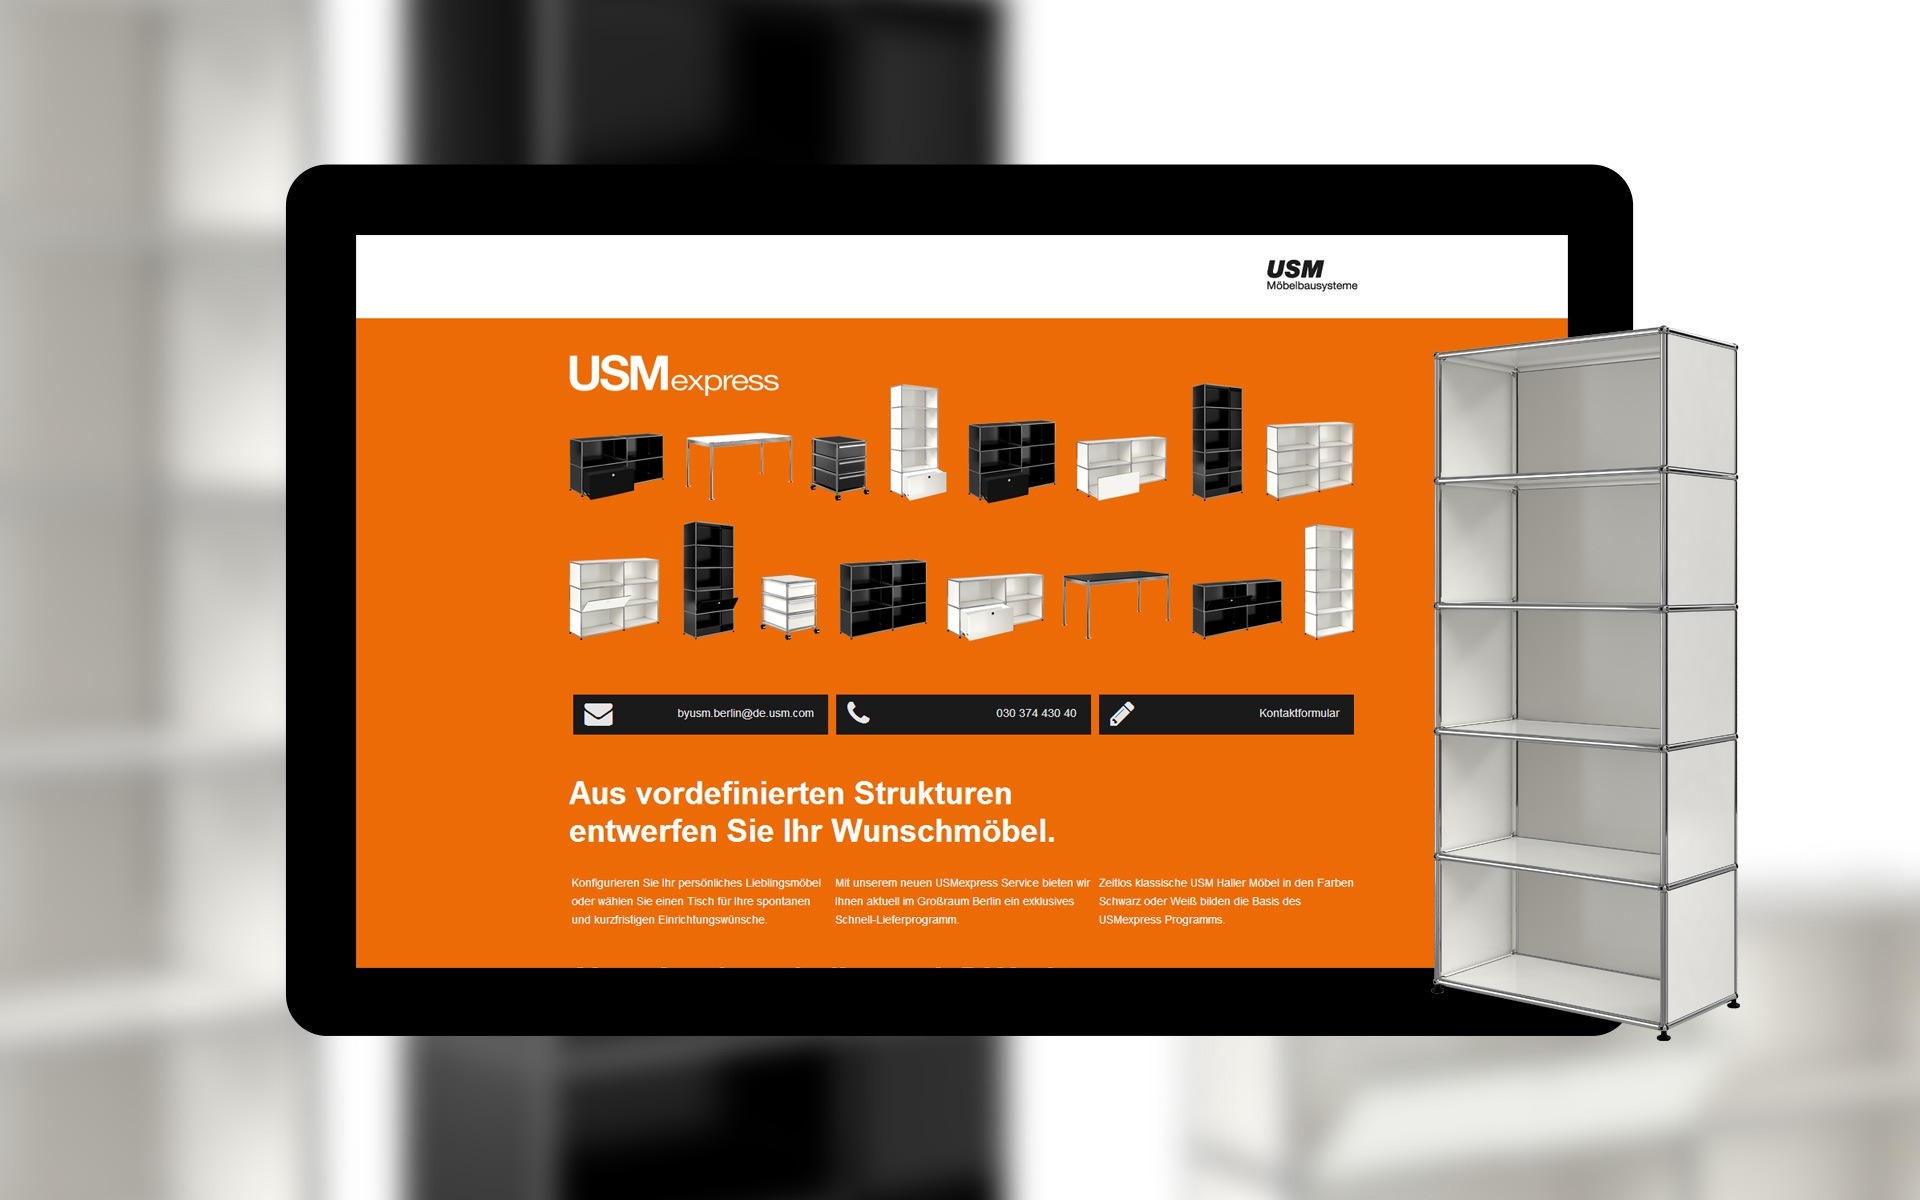 USM
Möbelbausysteme
USMexpress
byusm.berlin@de.usm.com
030 374 430 40
Kontaktformular
Aus vordefinierten Strukturen
entwerfen Sie Ihr Wunschmöbel.
Konfigurieren Sie Ihr persönliches Lieblingsmöbel
oder wählen Sie einen Tisch für Ihre spontanen
und kurzfristigen Einrichtungswünsche.
Mit unserem neuen USMexpress Service bieten wir
Ihnen aktuell im Großraum Berlin ein exklusives
Schnell-Lieferprogramm.
Zeitlos klassische USM Haller Möbel in den Farben
Schwarz oder Weiß bilden die Basis des
USMexpress Programms.